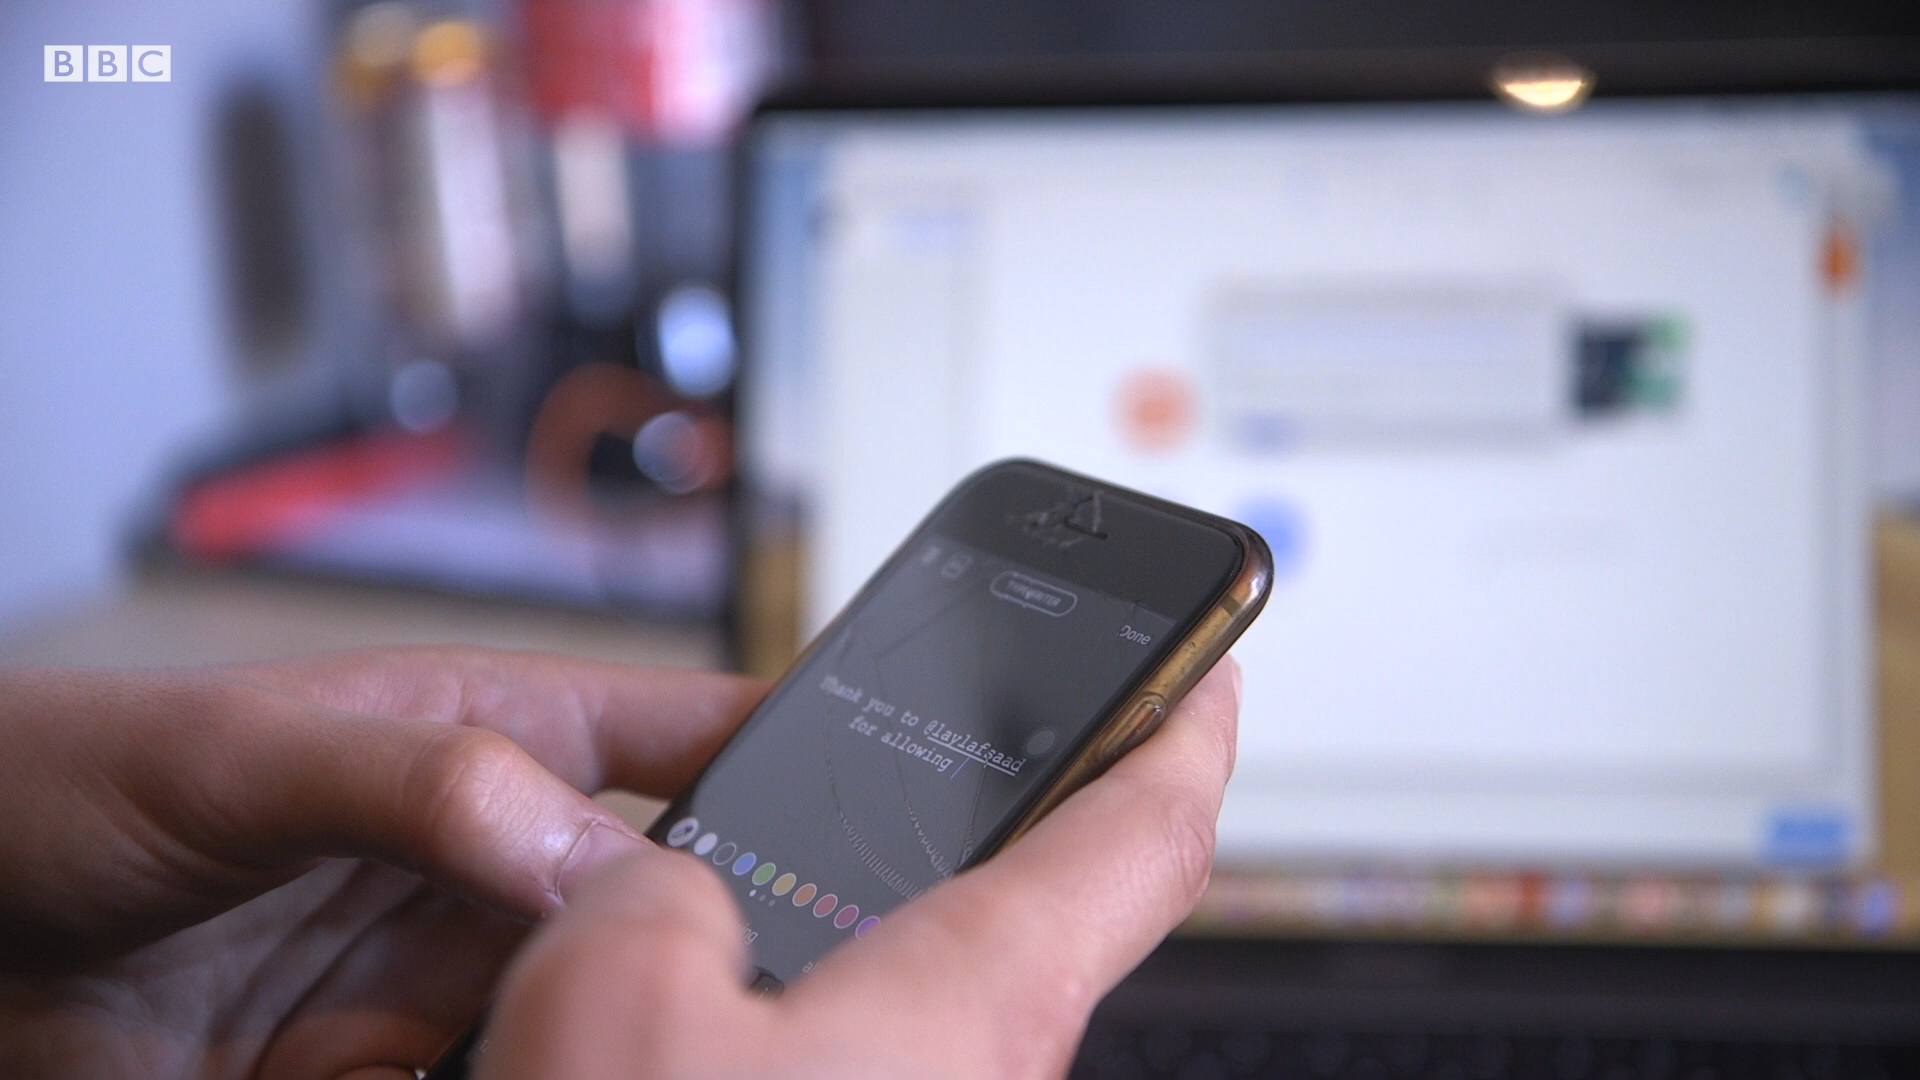 BBC
TYPEWRITER
Done
Thank you to @laylafsaad
for allowing